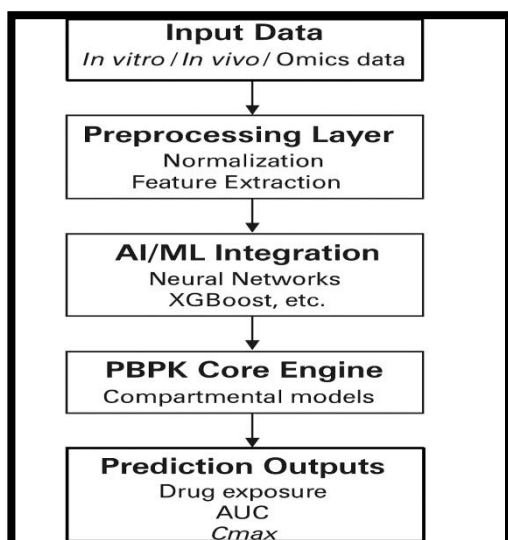 Input Data
In vitro / In vivo / Omics data
Preprocessing Layer
Normalization
Feature Extraction
AI/ML Integration
Neural Networks
XGBoost, etc.
PBPK Core Engine
Compartmental models
Prediction Outputs
Drug exposure
AUC
Cmax